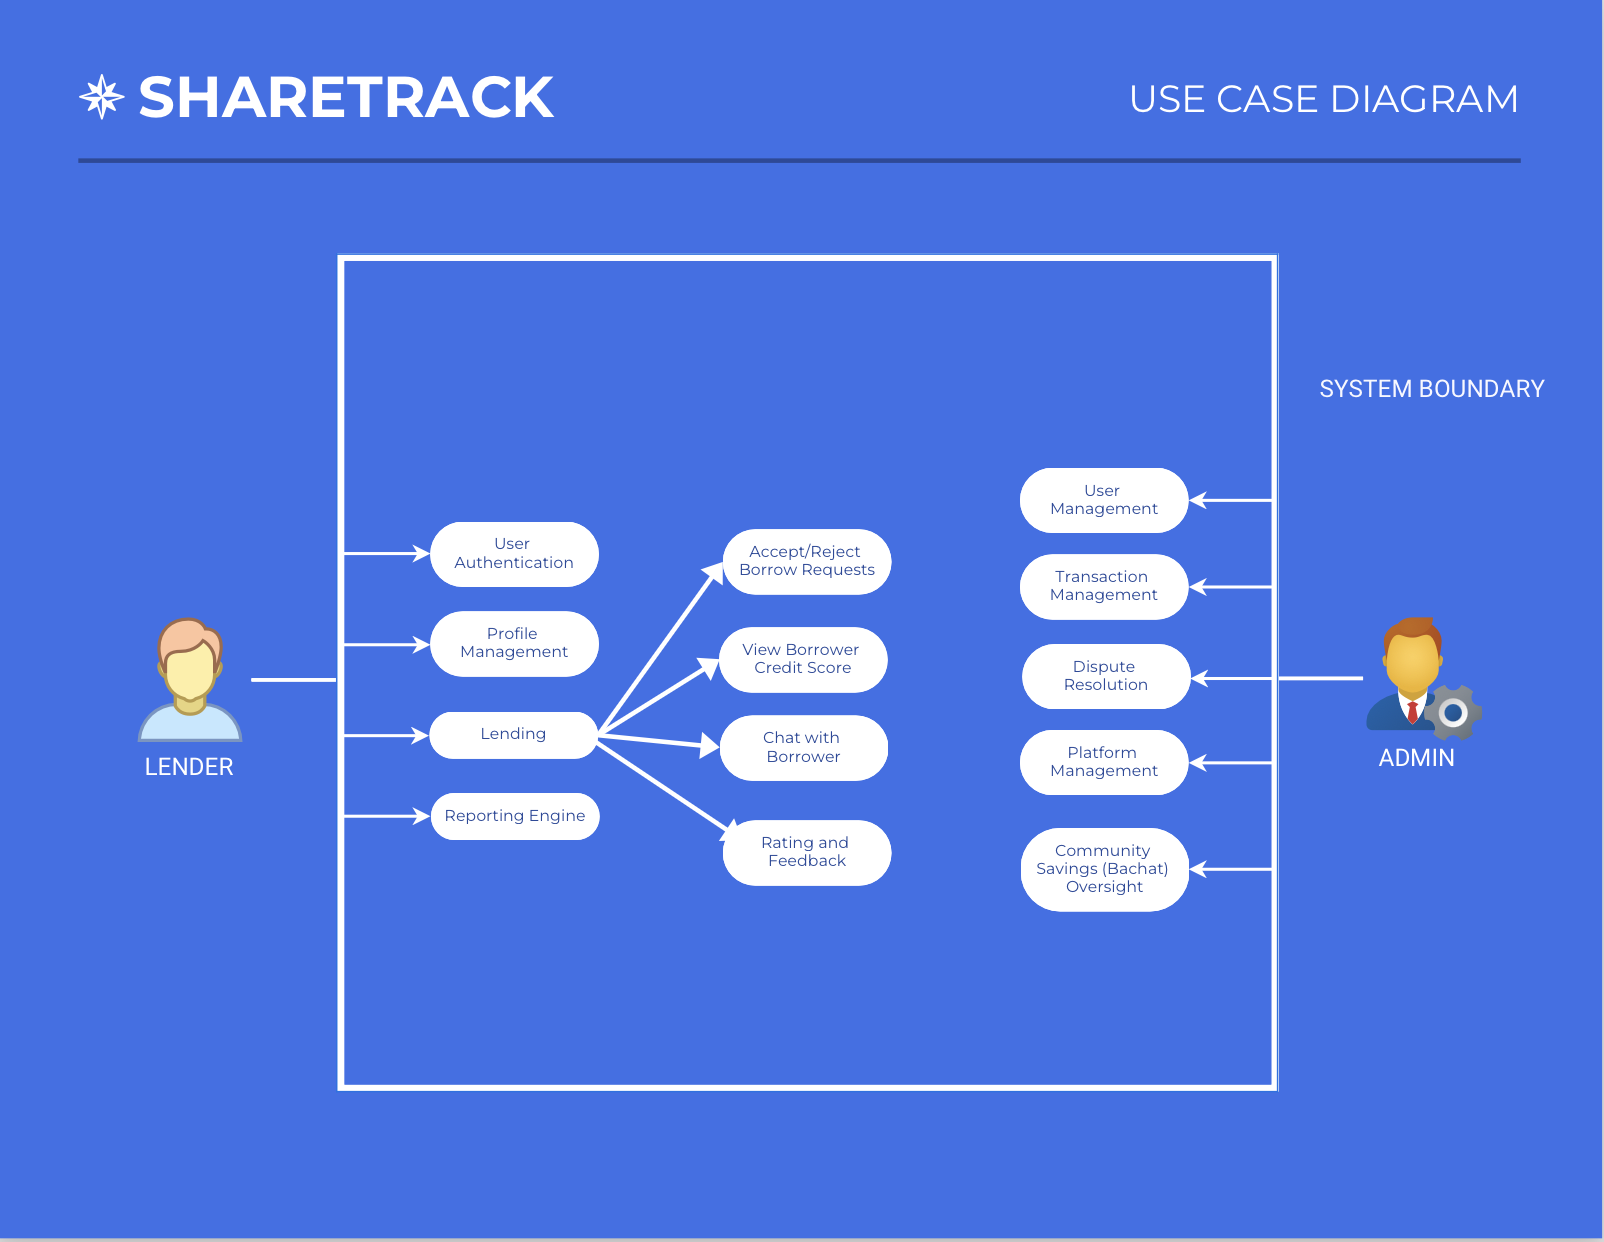 SHARETRACK
USE CASE DIAGRAM
SYSTEM BOUNDARY
LENDER
User
Authentication
Profile
Management
Lending
Reporting Engine
Accept/Reject
Borrow Requests
View Borrower
Credit Score
Chat with
Borrower
Rating and
Feedback
User
Management
Transaction
Management
Dispute
Resolution
Platform
Management
Community
Savings (Bachat)
Oversight
ADMIN